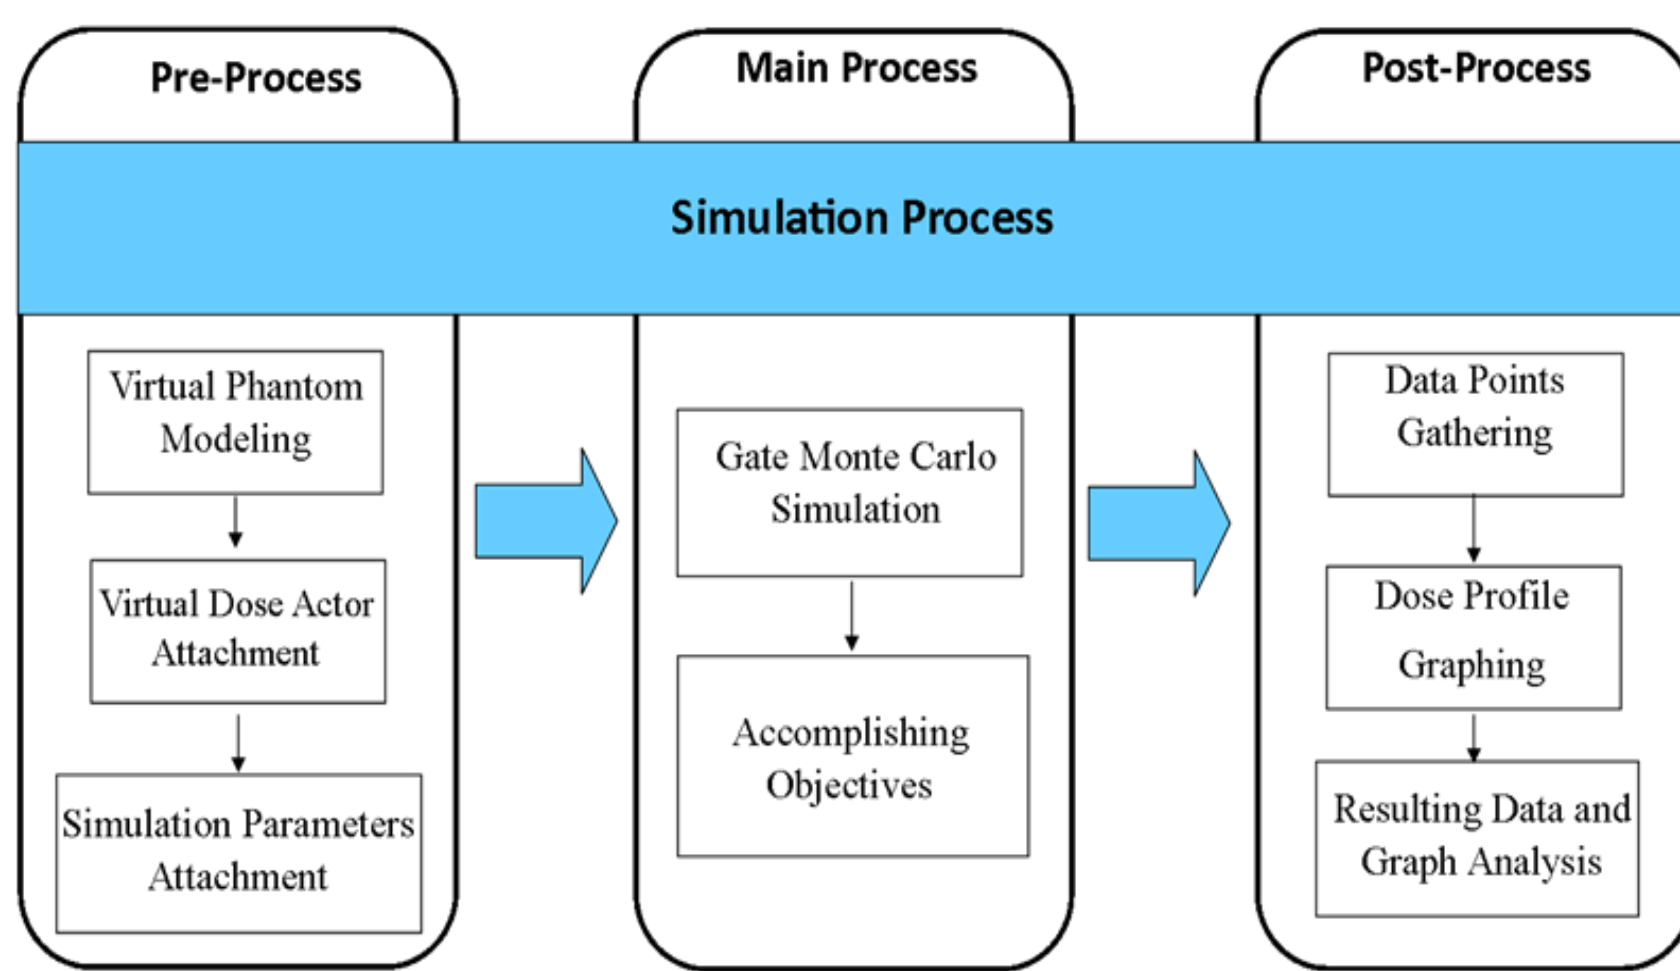 Pre-Process
Main Process
Post-Process
Simulation Process
Virtual Phantom
Modeling
Virtual Dose Actor
Attachment
Simulation Parameters
Attachment
Gate Monte Carlo
Simulation
Accomplishing
Objectives
Data Points
Gathering
Dose Profile
Graphing
Resulting Data and
Graph Analysis